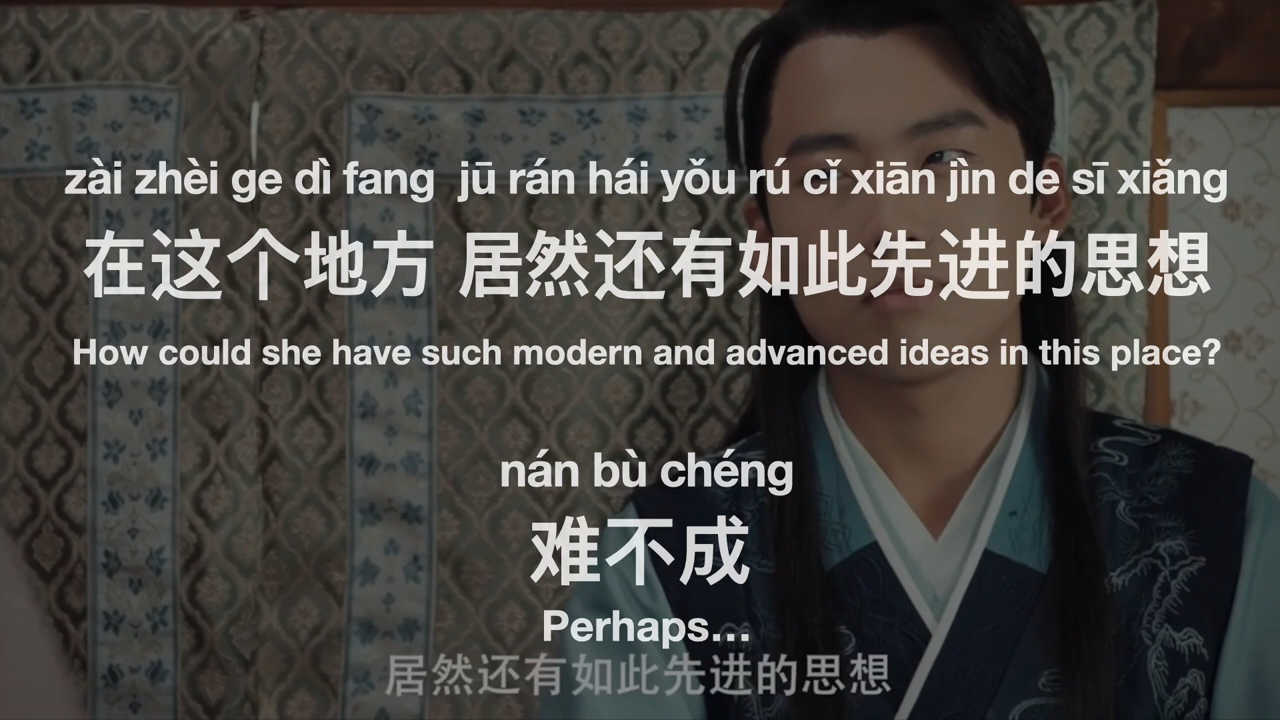 zài zhèi ge dì fang  jū rán hái yǒu rú cǐ xiān jìn de sī xiǎng
在这个地方 居然还有如此先进的思想
How could she have such modern and advanced ideas in this place?
nán bù chéng
难不成
Perhaps...
居然还有如此先进的思想